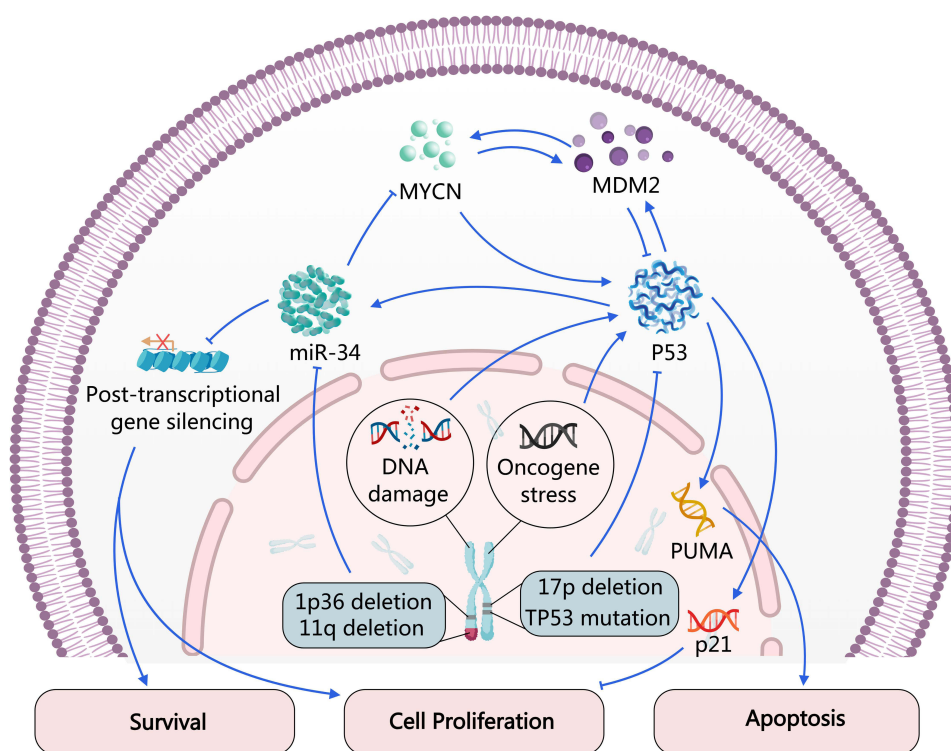 MYCN
MDM2
miR-34
P53
Post-transcriptional
gene silencing
DNA
damage
Oncogene
stress
PUMA
1p36 deletion
11q deletion
17p deletion
TP53 mutation
p21
Survival
Cell Proliferation
Apoptosis